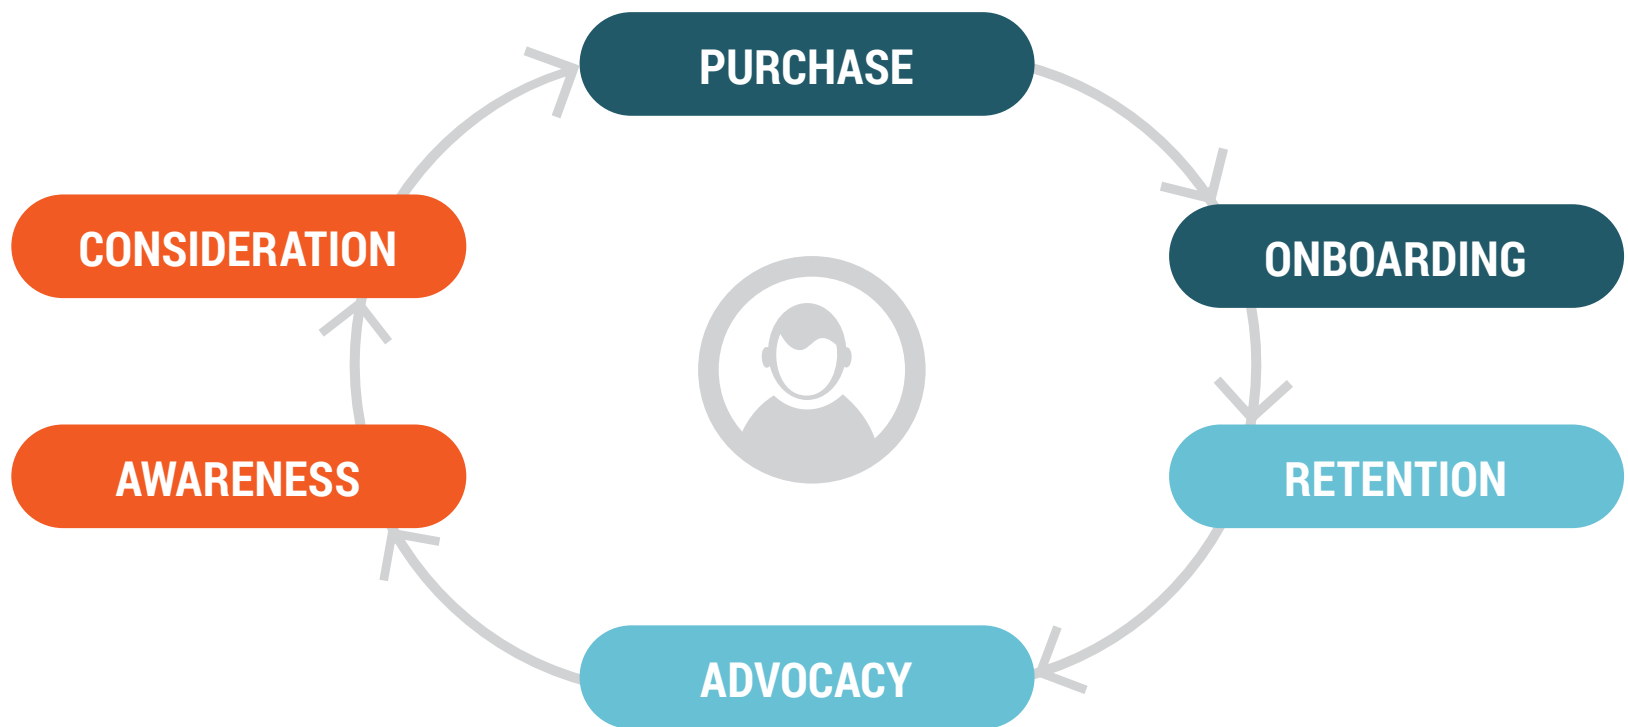 PURCHASE
CONSIDERATION
ONBOARDING
AWARENESS
RETENTION
ADVOCACY